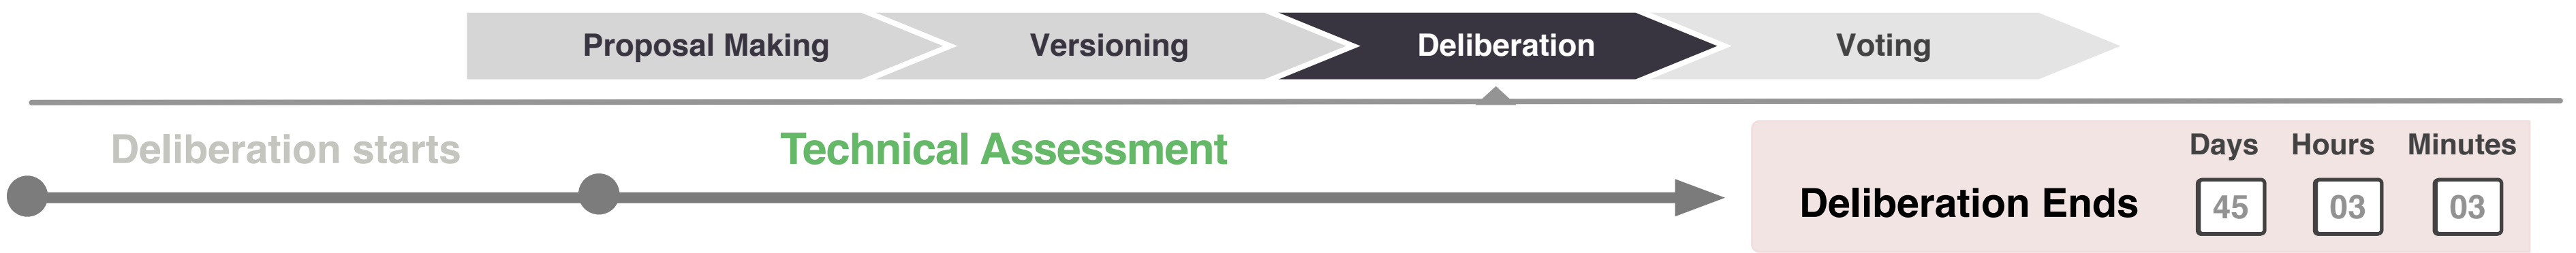 Proposal Making
Versioning
Deliberation
Voting
Deliberation starts
Technical Assessment
Days Hours Minutes
Deliberation Ends 45 03 03